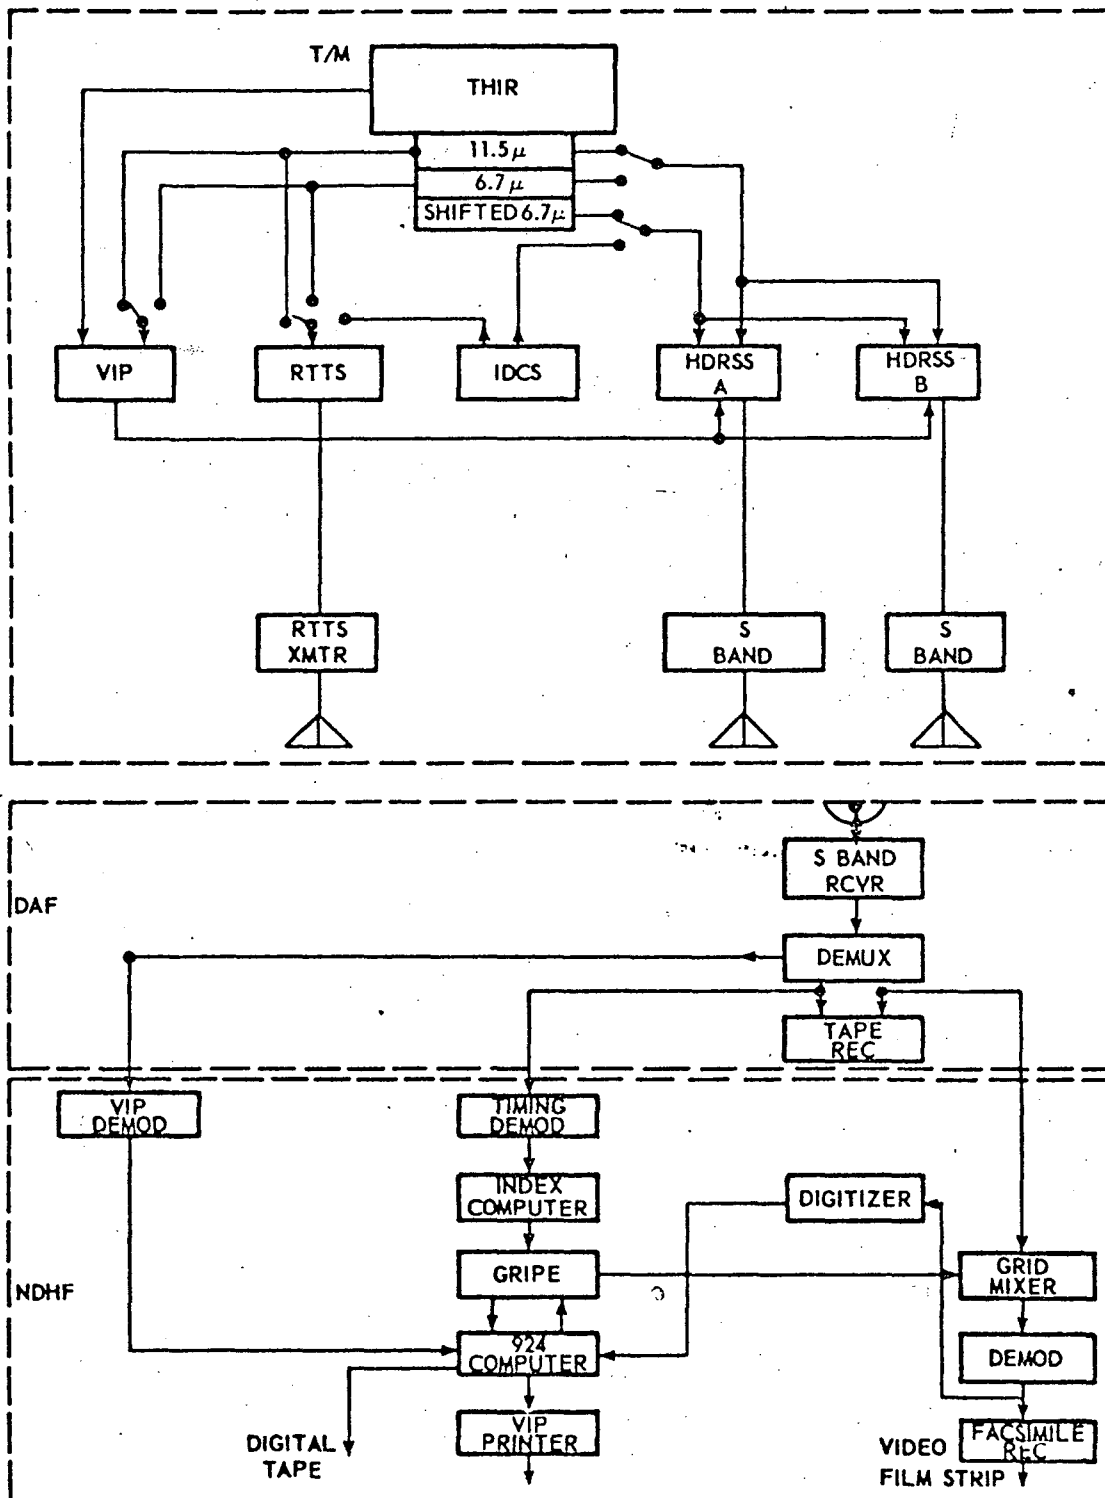 T/M
THIR
11.5μ
6.7μ
SHIFTED 6.7μ
VIP
RTTS
IDCS
HDRSS
A
HDRSS
B
RTTS
XMTR
S
BAND
S
BAND
DAF
S BAND
RCVR
DEMUX
TAPE
REC
NDHF
VIP
DEMOD
TIMING
DEMOD
INDEX
COMPUTER
DIGITIZER
GRIPE
GRID
MIXER
924
COMPUTER
DEMOD
VIP
PRINTER
FACSIMILE
REC
DIGITAL
TAPE
VIDEO
FILM STRIP